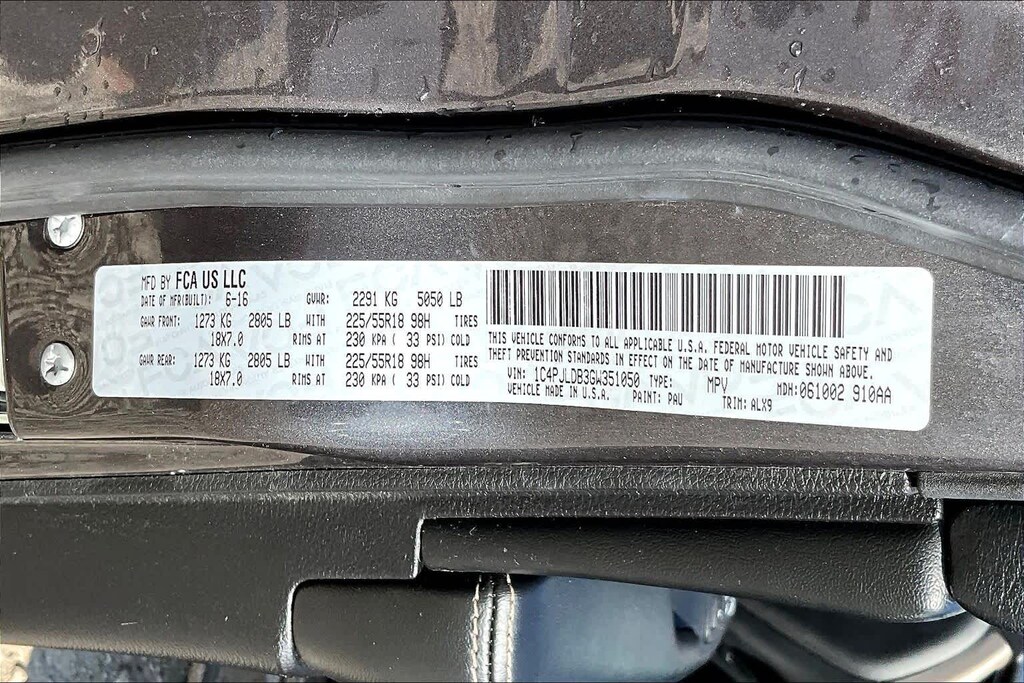 MFD BY FCA US LLC
DATE OF MFR(BUILT): 6-16 GVWR: 2291 KG 5050 LB
GAWR FRONT: 1273 KG 2805 LB WITH 225/55R18 98H TIRES
18X7.0 RIMS AT 230 KPA ( 33 PSI) COLD
GAWR REAR: 1273 KG 2805 LB WITH 225/55R18 98H TIRES
18X7.0 RIMS AT 230 KPA ( 33 PSI) COLD
THIS VEHICLE CONFORMS TO ALL APPLICABLE U.S.A. FEDERAL MOTOR VEHICLE SAFETY AND
THEFT PREVENTION STANDARDS IN EFFECT ON THE DATE OF MANUFACTURE SHOWN ABOVE.
VIN: 1C4PJLDB3GW351050 TYPE: MPV MDH: 061002 910AA
VEHICLE MADE IN U.S.A. PAINT: PAU TRIM: ALX9